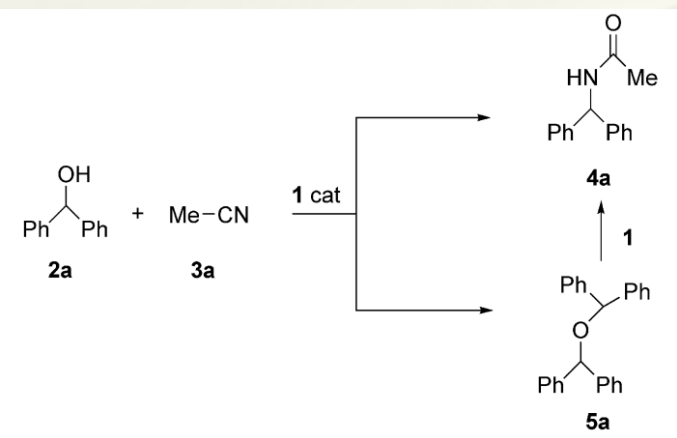 OH
Ph Ph
2a
+
Me–CN
3a
1 cat
O
HN Me
Ph Ph
4a
1
Ph Ph
O
Ph Ph
5a